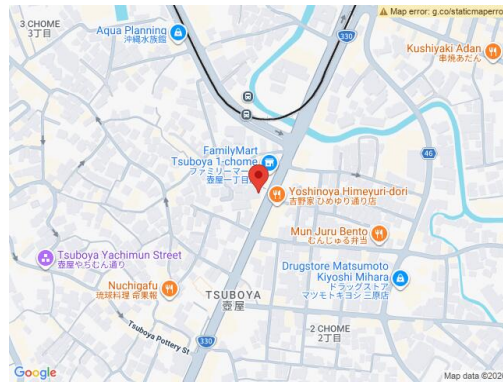 3 CHOME
3丁目
Aqua Planning
沖縄水族館
330
Map error: g.co/staticmaperro
Kushiyaki Adan
串焼あだん
FamilyMart
Tsuboya 1-chome
ファミリーマート
壺屋一丁目
46
Yoshinoya Himeyuri-dori
吉野家 ひめゆり通り店
Mun Juru Bento
むんじゅる弁当
Tsuboya Yachimun Street
壺屋やちむん通り
Nuchigafu
琉球料理 命果報
TSUBOYA
壺屋
Drugstore Matsumoto
Kiyoshi Mihara
ドラッグストア
マツモトキヨシ 三原店
Tsuboya Pottery St
330
2 CHOME
2丁目
Google
Map data ©202